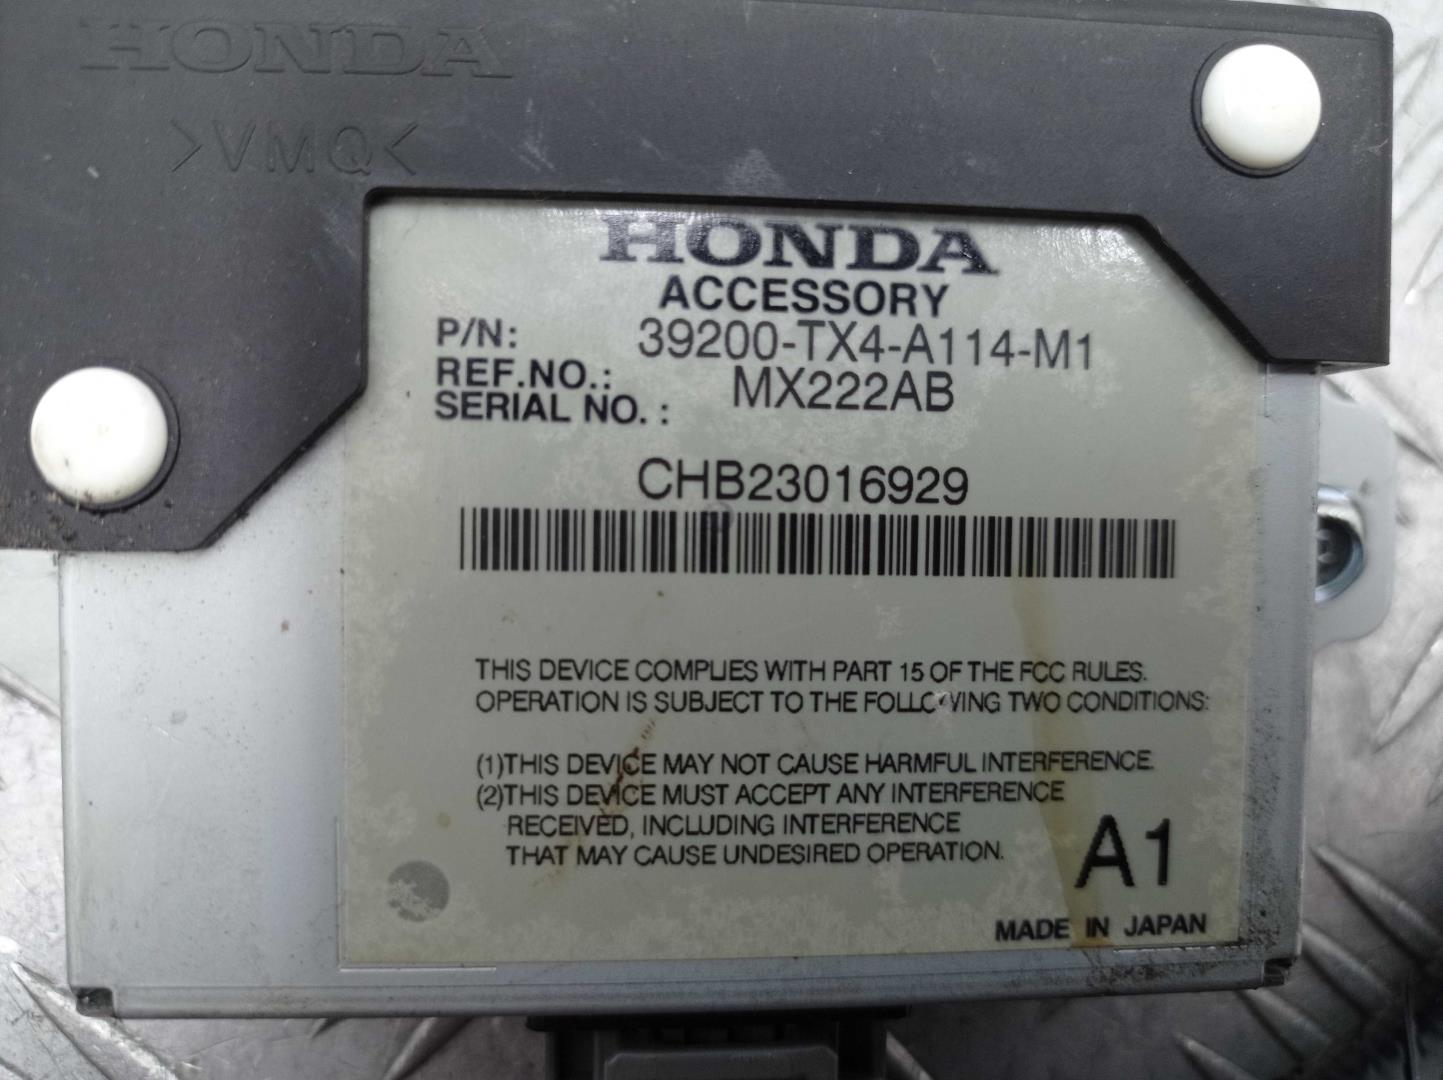 HONDA
>VMQ<
HONDA
ACCESSORY
P/N: 39200-TX4-A114-M1
REF.NO.: MX222AB
SERIAL NO. :
CHB23016929
THIS DEVICE COMPLIES WITH PART 15 OF THE FCC RULES.
OPERATION IS SUBJECT TO THE FOLLOWING TWO CONDITIONS:
(1)THIS DEVICE MAY NOT CAUSE HARMFUL INTERFERENCE.
(2)THIS DEVICE MUST ACCEPT ANY INTERFERENCE
RECEIVED, INCLUDING INTERFERENCE
THAT MAY CAUSE UNDESIRED OPERATION.
A1
MADE IN JAPAN